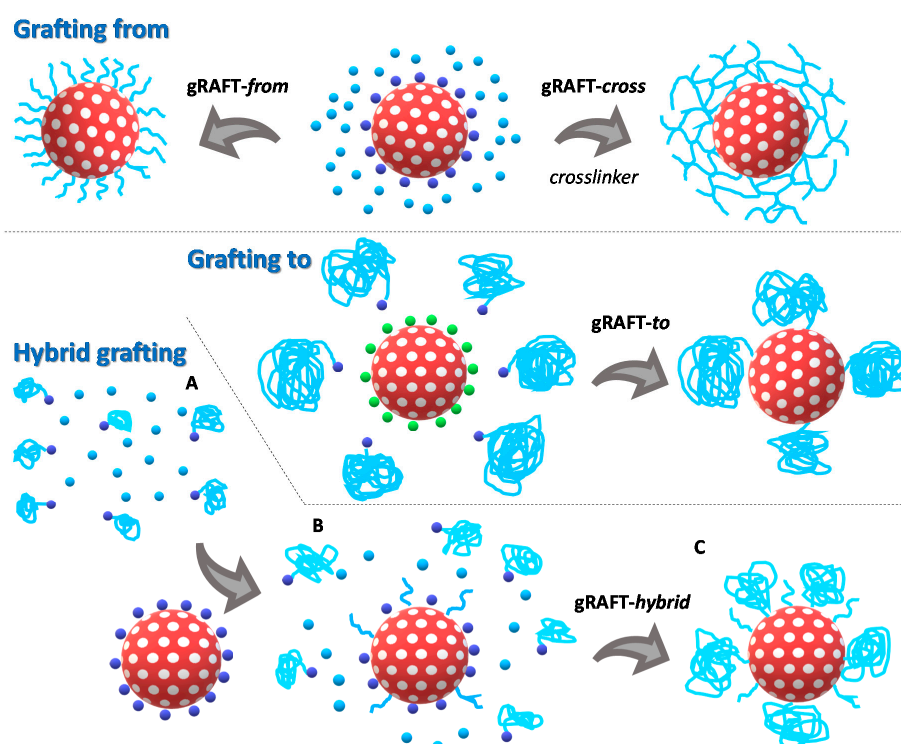 Grafting from
gRAFT-from
gRAFT-cross
crosslinker
Grafting to
gRAFT-to
Hybrid grafting
A
B
gRAFT-hybrid
C